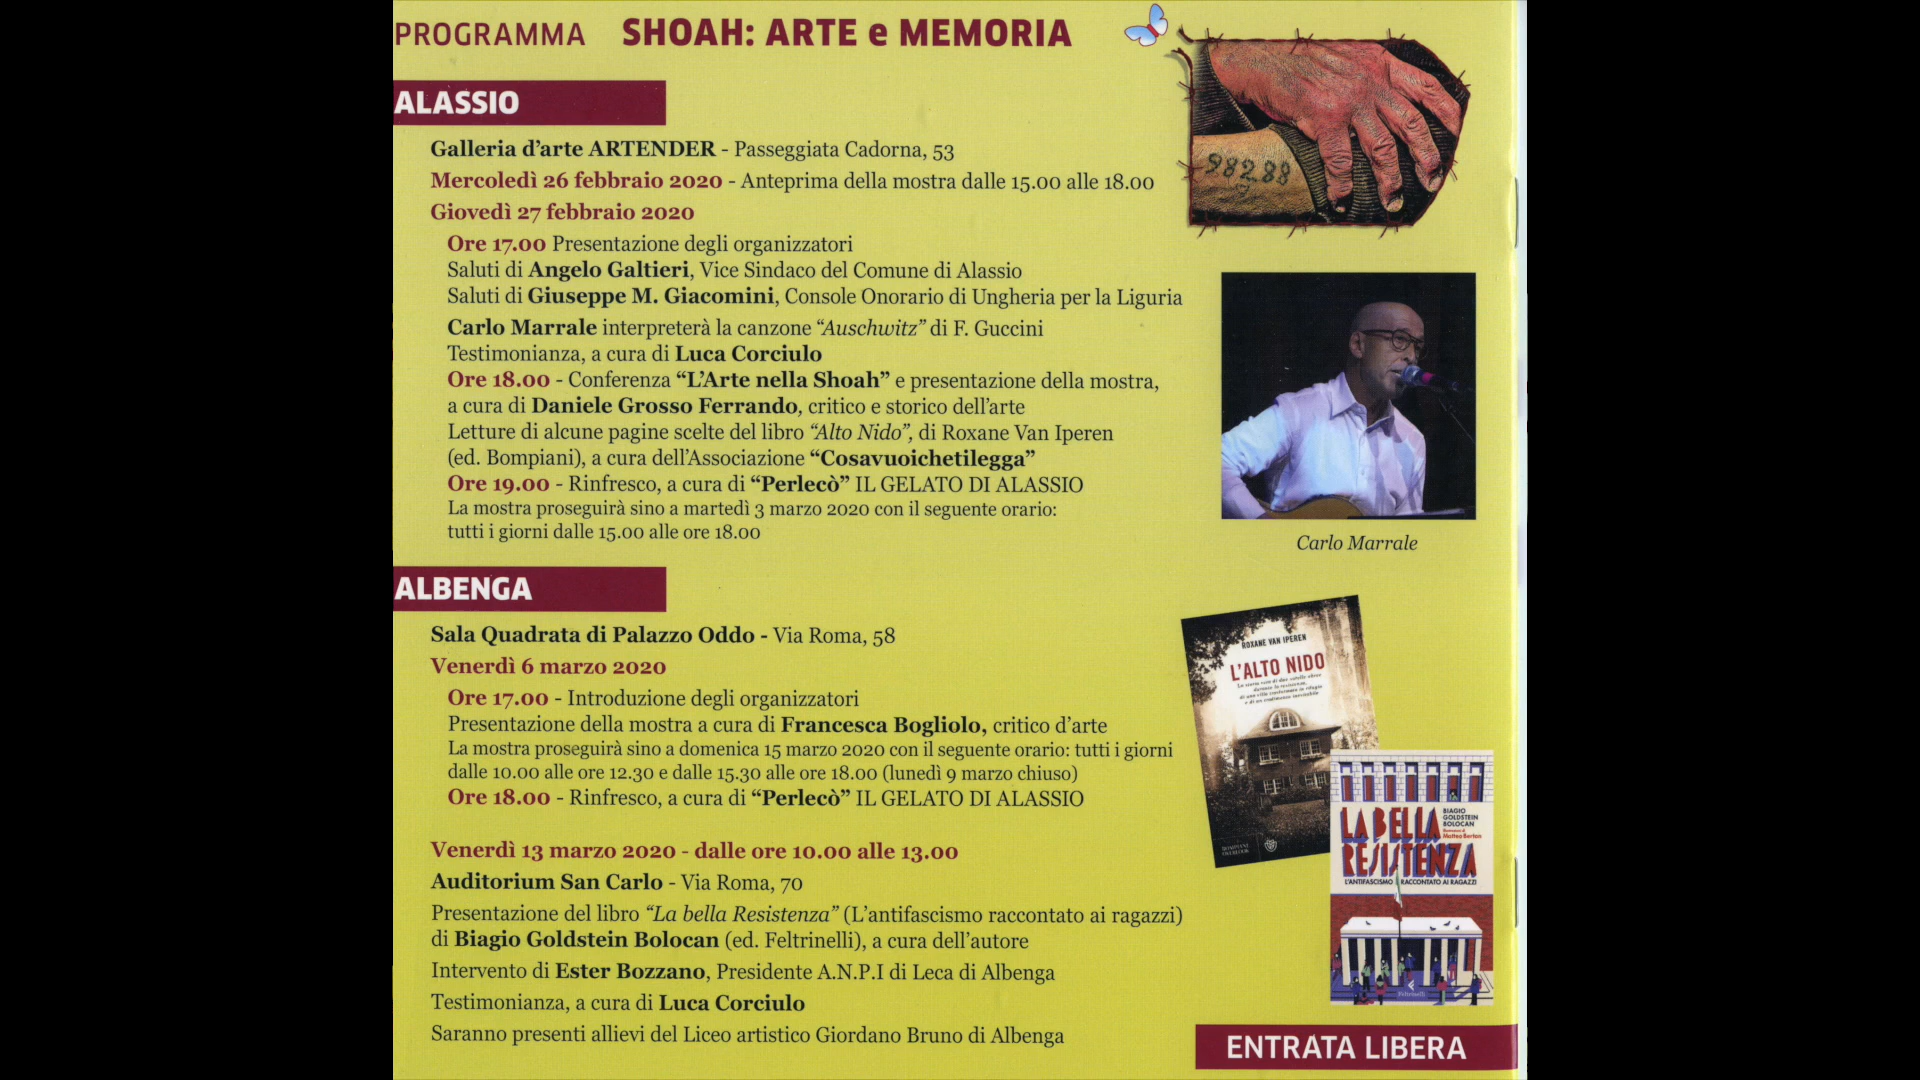 PROGRAMMA SHOAH: ARTE e MEMORIA
ALASSIO
Galleria d'arte ARTENDER - Passeggiata Cadorna, 53
Mercoledì 26 febbraio 2020 - Anteprima della mostra dalle 15.00 alle 18.00
Giovedì 27 febbraio 2020
Ore 17.00 Presentazione degli organizzatori
Saluti di Angelo Galtieri, Vice Sindaco del Comune di Alassio
Saluti di Giuseppe M. Giacomini, Console Onorario di Ungheria per la Liguria
Carlo Marrale interpreterà la canzone “Auschwitz” di F. Guccini
Testimonianza, a cura di Luca Corciulo
Ore 18.00 - Conferenza “L'Arte nella Shoah” e presentazione della mostra,
a cura di Daniele Grosso Ferrando, critico e storico dell'arte
Letture di alcune pagine scelte del libro “Alto Nido”, di Roxane Van Iperen
(ed. Bompiani), a cura dell'Associazione “Cosavuoichetilegga”
Ore 19.00 - Rinfresco, a cura di “Perlecò” IL GELATO DI ALASSIO
La mostra proseguirà sino a martedì 3 marzo 2020 con il seguente orario:
tutti i giorni dalle 15.00 alle ore 18.00
98288
Carlo Marrale
ALBENGA
Sala Quadrata di Palazzo Oddo - Via Roma, 58
Venerdì 6 marzo 2020
Ore 17.00 - Introduzione degli organizzatori
Presentazione della mostra a cura di Francesca Bogliolo, critico d'arte
La mostra proseguirà sino a domenica 15 marzo 2020 con il seguente orario: tutti i giorni
dalle 10.00 alle ore 12.30 e dalle 15.30 alle ore 18.00 (lunedì 9 marzo chiuso)
Ore 18.00 - Rinfresco, a cura di “Perlecò” IL GELATO DI ALASSIO
Venerdì 13 marzo 2020 - dalle ore 10.00 alle 13.00
Auditorium San Carlo - Via Roma, 70
Presentazione del libro “La bella Resistenza” (L'antifascismo raccontato ai ragazzi)
di Biagio Goldstein Bolocan (ed. Feltrinelli), a cura dell'autore
Intervento di Ester Bozzano, Presidente A.N.P.I di Leca di Albenga
Testimonianza, a cura di Luca Corciulo
Saranno presenti allievi del Liceo artistico Giordano Bruno di Albenga
ROXANE VAN IPEREN
L'ALTO NIDO
LA BELLA
RESISTENZA
BIAGIO
GOLDSTEIN
BOLOCAN
Matteo Berton
L'ANTIFASCISMO RACCONTATO AI RAGAZZI
Feltrinelli
ENTRATA LIBERA